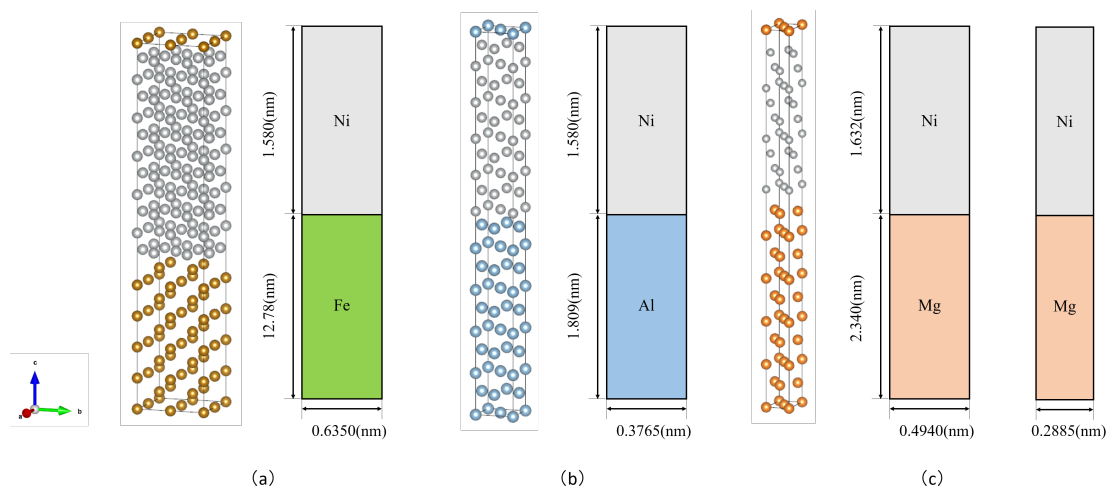 1.580(nm)
Ni
12.78(nm)
Fe
0.6350(nm)
1.580(nm)
Ni
1.809(nm)
Al
0.3765(nm)
1.632(nm)
Ni
2.340(nm)
Mg
0.4940(nm)
Ni
Mg
0.2885(nm)
c
a
b
(a)
(b)
(c)